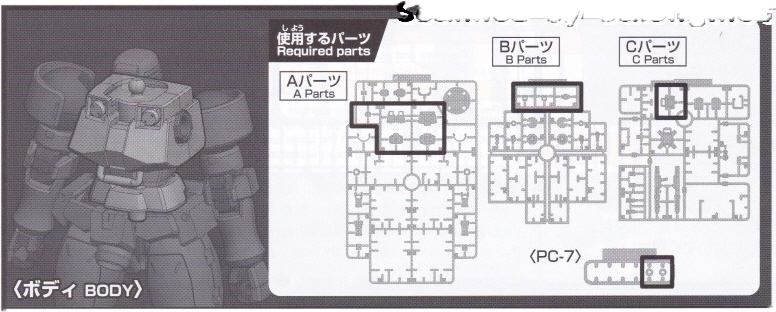 しよう
使用するパーツ
Required parts
Aパーツ
A Parts
Bパーツ
B Parts
Cパーツ
C Parts
〈PC-7〉
〈ボディ BODY〉